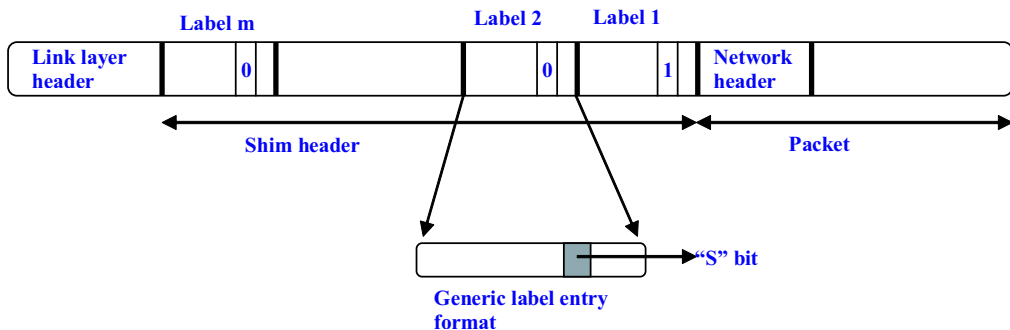 Label m
Label 2
Label 1
Link layer
header
0
0
1
Network
header
Shim header
Packet
“S” bit
Generic label entry
format